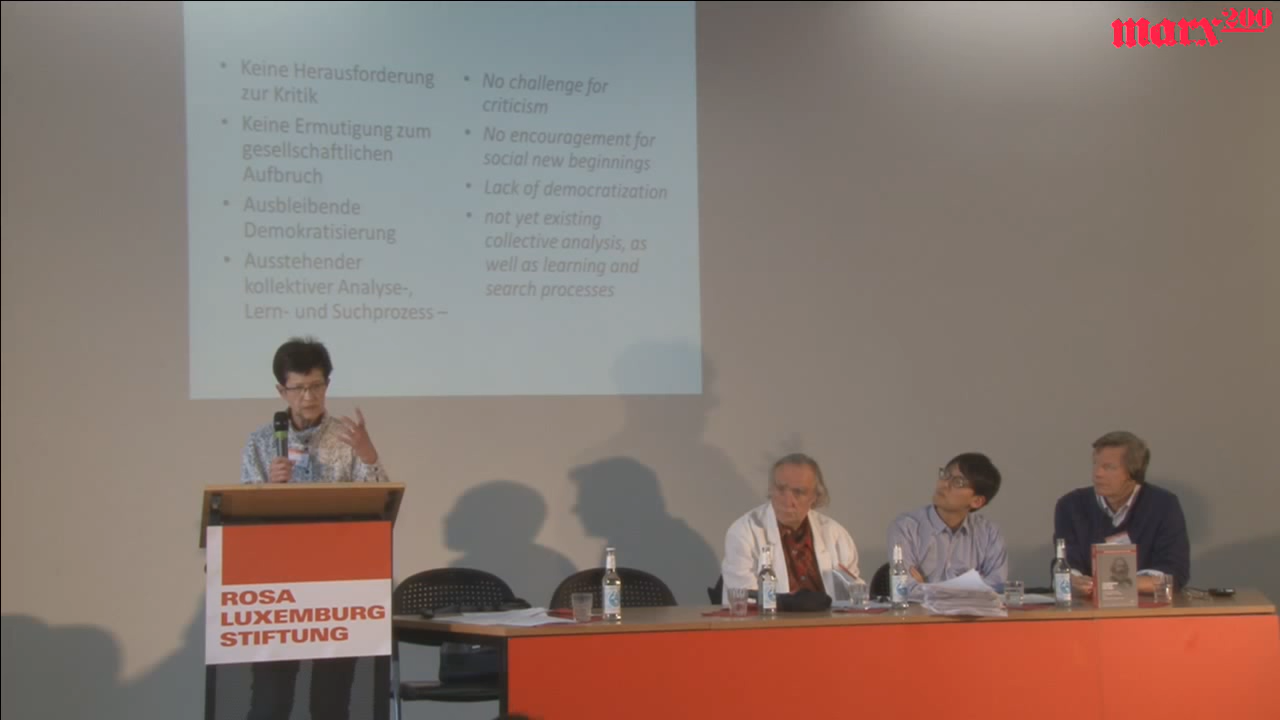 marx200
• Keine Herausforderung
zur Kritik
• Keine Ermutigung zum
gesellschaftlichen
Aufbruch
• Ausbleibende
Demokratisierung
• Ausstehender
kollektiver Analyse-,
Lern- und Suchprozess –
• No challenge for
criticism
• No encouragement for
social new beginnings
• Lack of democratization
• not yet existing
collective analysis, as
well as learning and
search processes
ROSA
LUXEMBURG
STIFTUNG